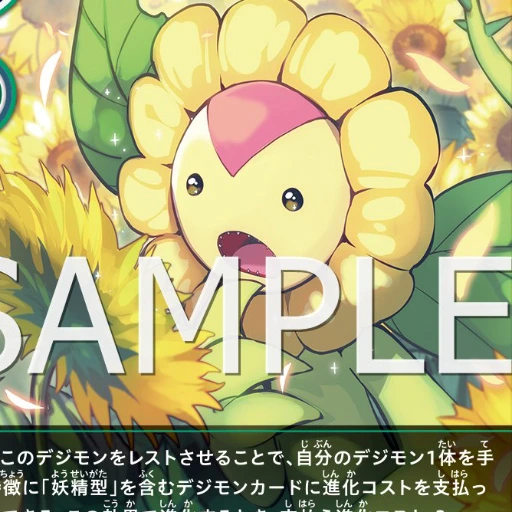 SAMPLE
このデジモンをレストさせることで、自分のデジモン1体を手
徴に「妖精型」を含むデジモンカードに進化コストを支払っ